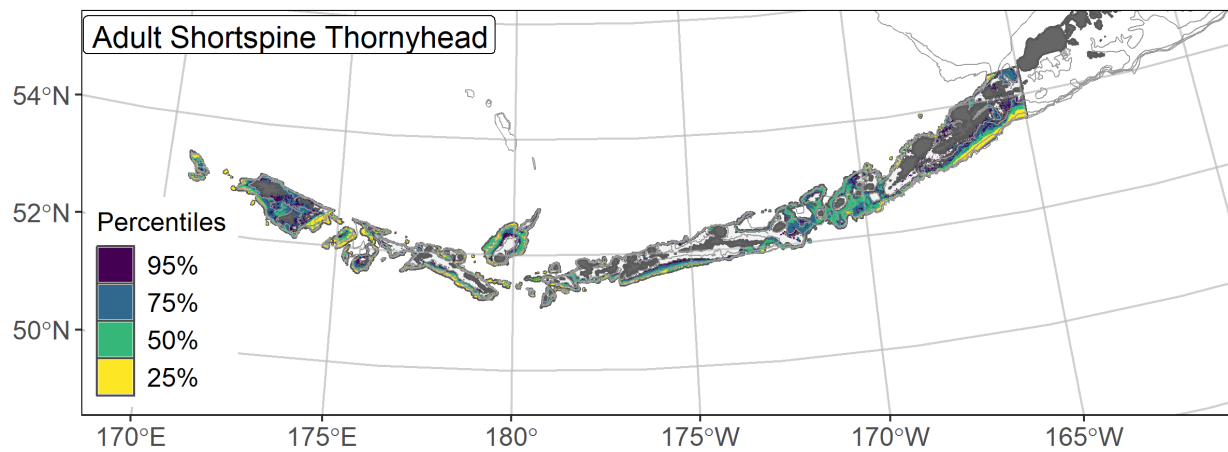 Adult Shortspine Thornyhead
54°N
52°N
50°N
Percentiles
95%
75%
50%
25%
170°E
175°E
180°
175°W
170°W
165°W